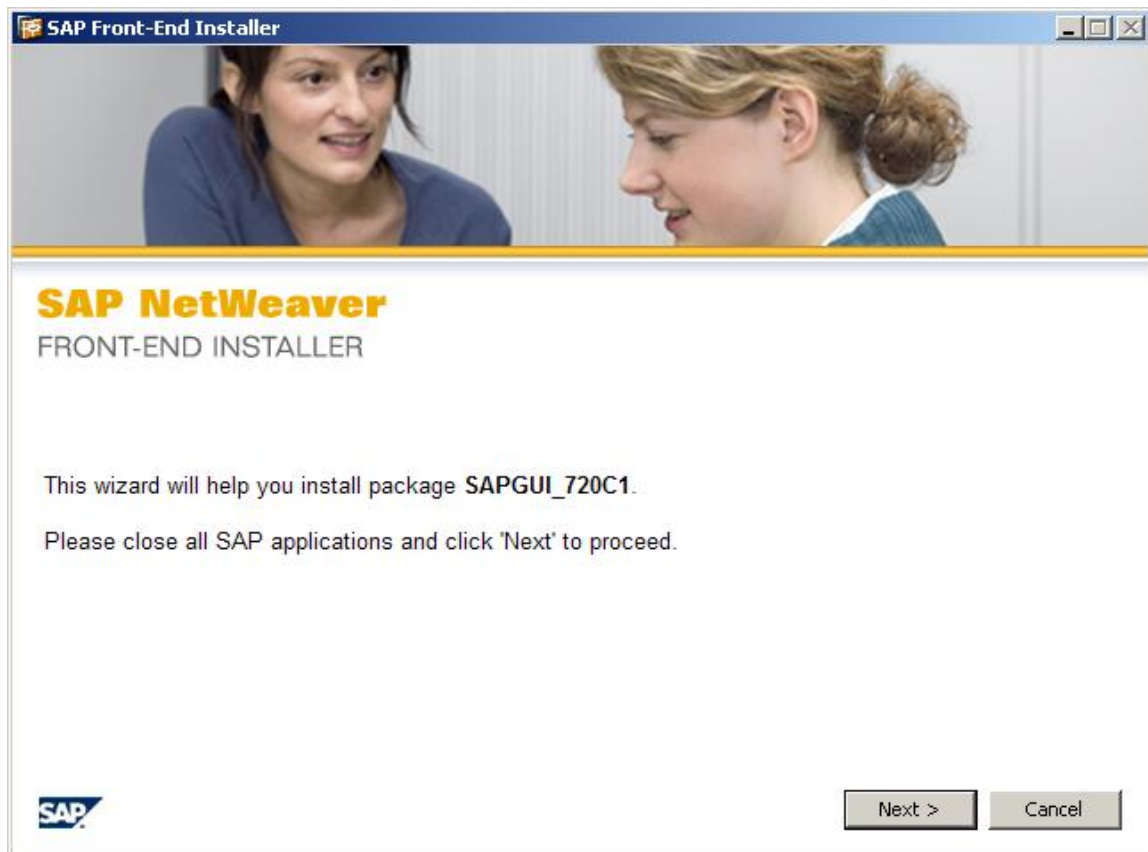 SAP Front-End Installer
SAP NetWeaver
FRONT-END INSTALLER
This wizard will help you install package SAPGUI_720C1.
Please close all SAP applications and click 'Next' to proceed.
SAP
Next >
Cancel